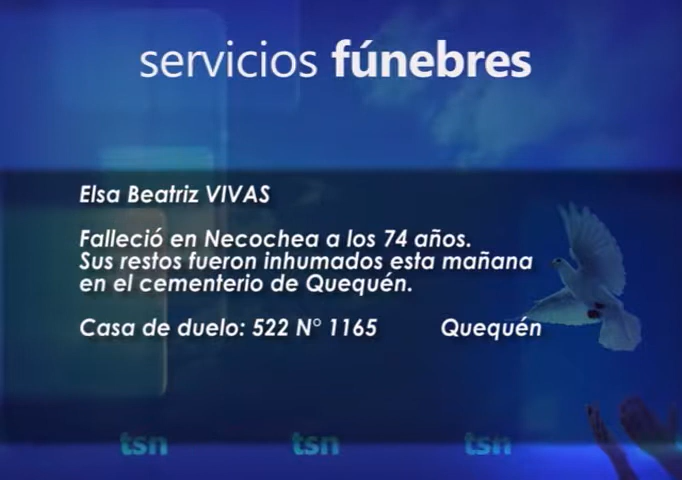 servicios fúnebres
Elsa Beatriz VIVAS
Falleció en Necochea a los 74 años.
Sus restos fueron inhumados esta mañana
en el cementerio de Quequén.
Casa de duelo: 522 N° 1165 Quequén
tsn tsn tsn